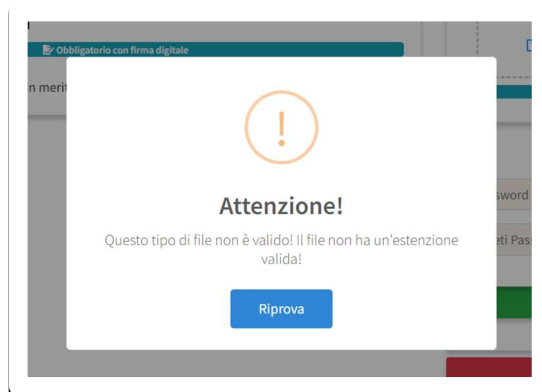 Obbligatorio con firma digitale
n merit
Attenzione!
Questo tipo di file non è valido! Il file non ha un'estenzione
valida!
sword
eti Pas
Riprova